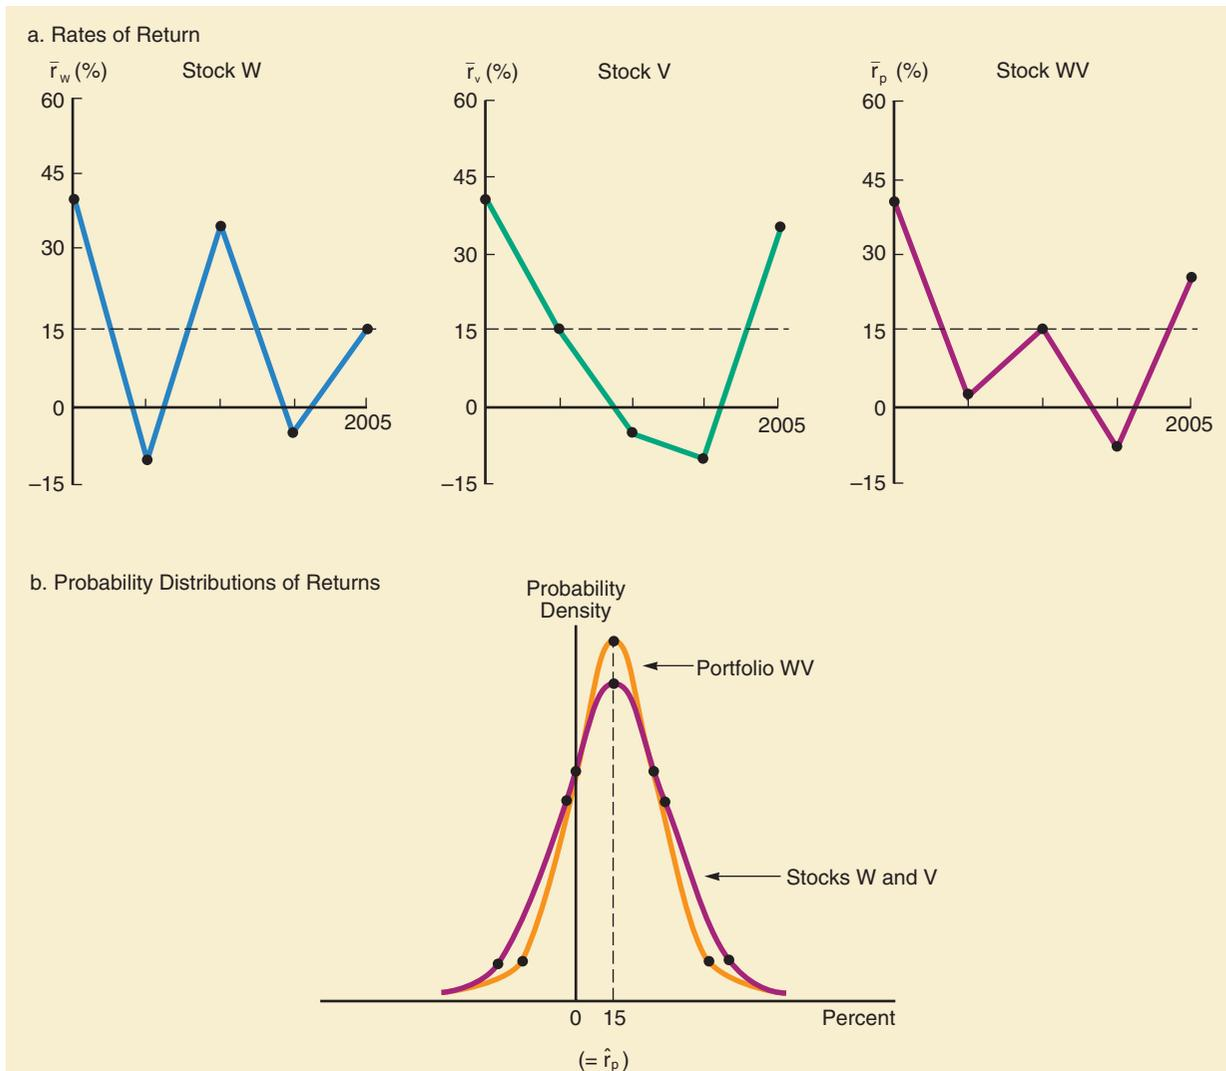 a. Rates of Return
r̄w (%) Stock W
60
45
30
15
0
–15
2005
r̄v (%) Stock V
60
45
30
15
0
–15
2005
r̄p (%) Stock WV
60
45
30
15
0
–15
2005
b. Probability Distributions of Returns
Probability
Density
Portfolio WV
Stocks W and V
0 15 Percent
(= r̂p)